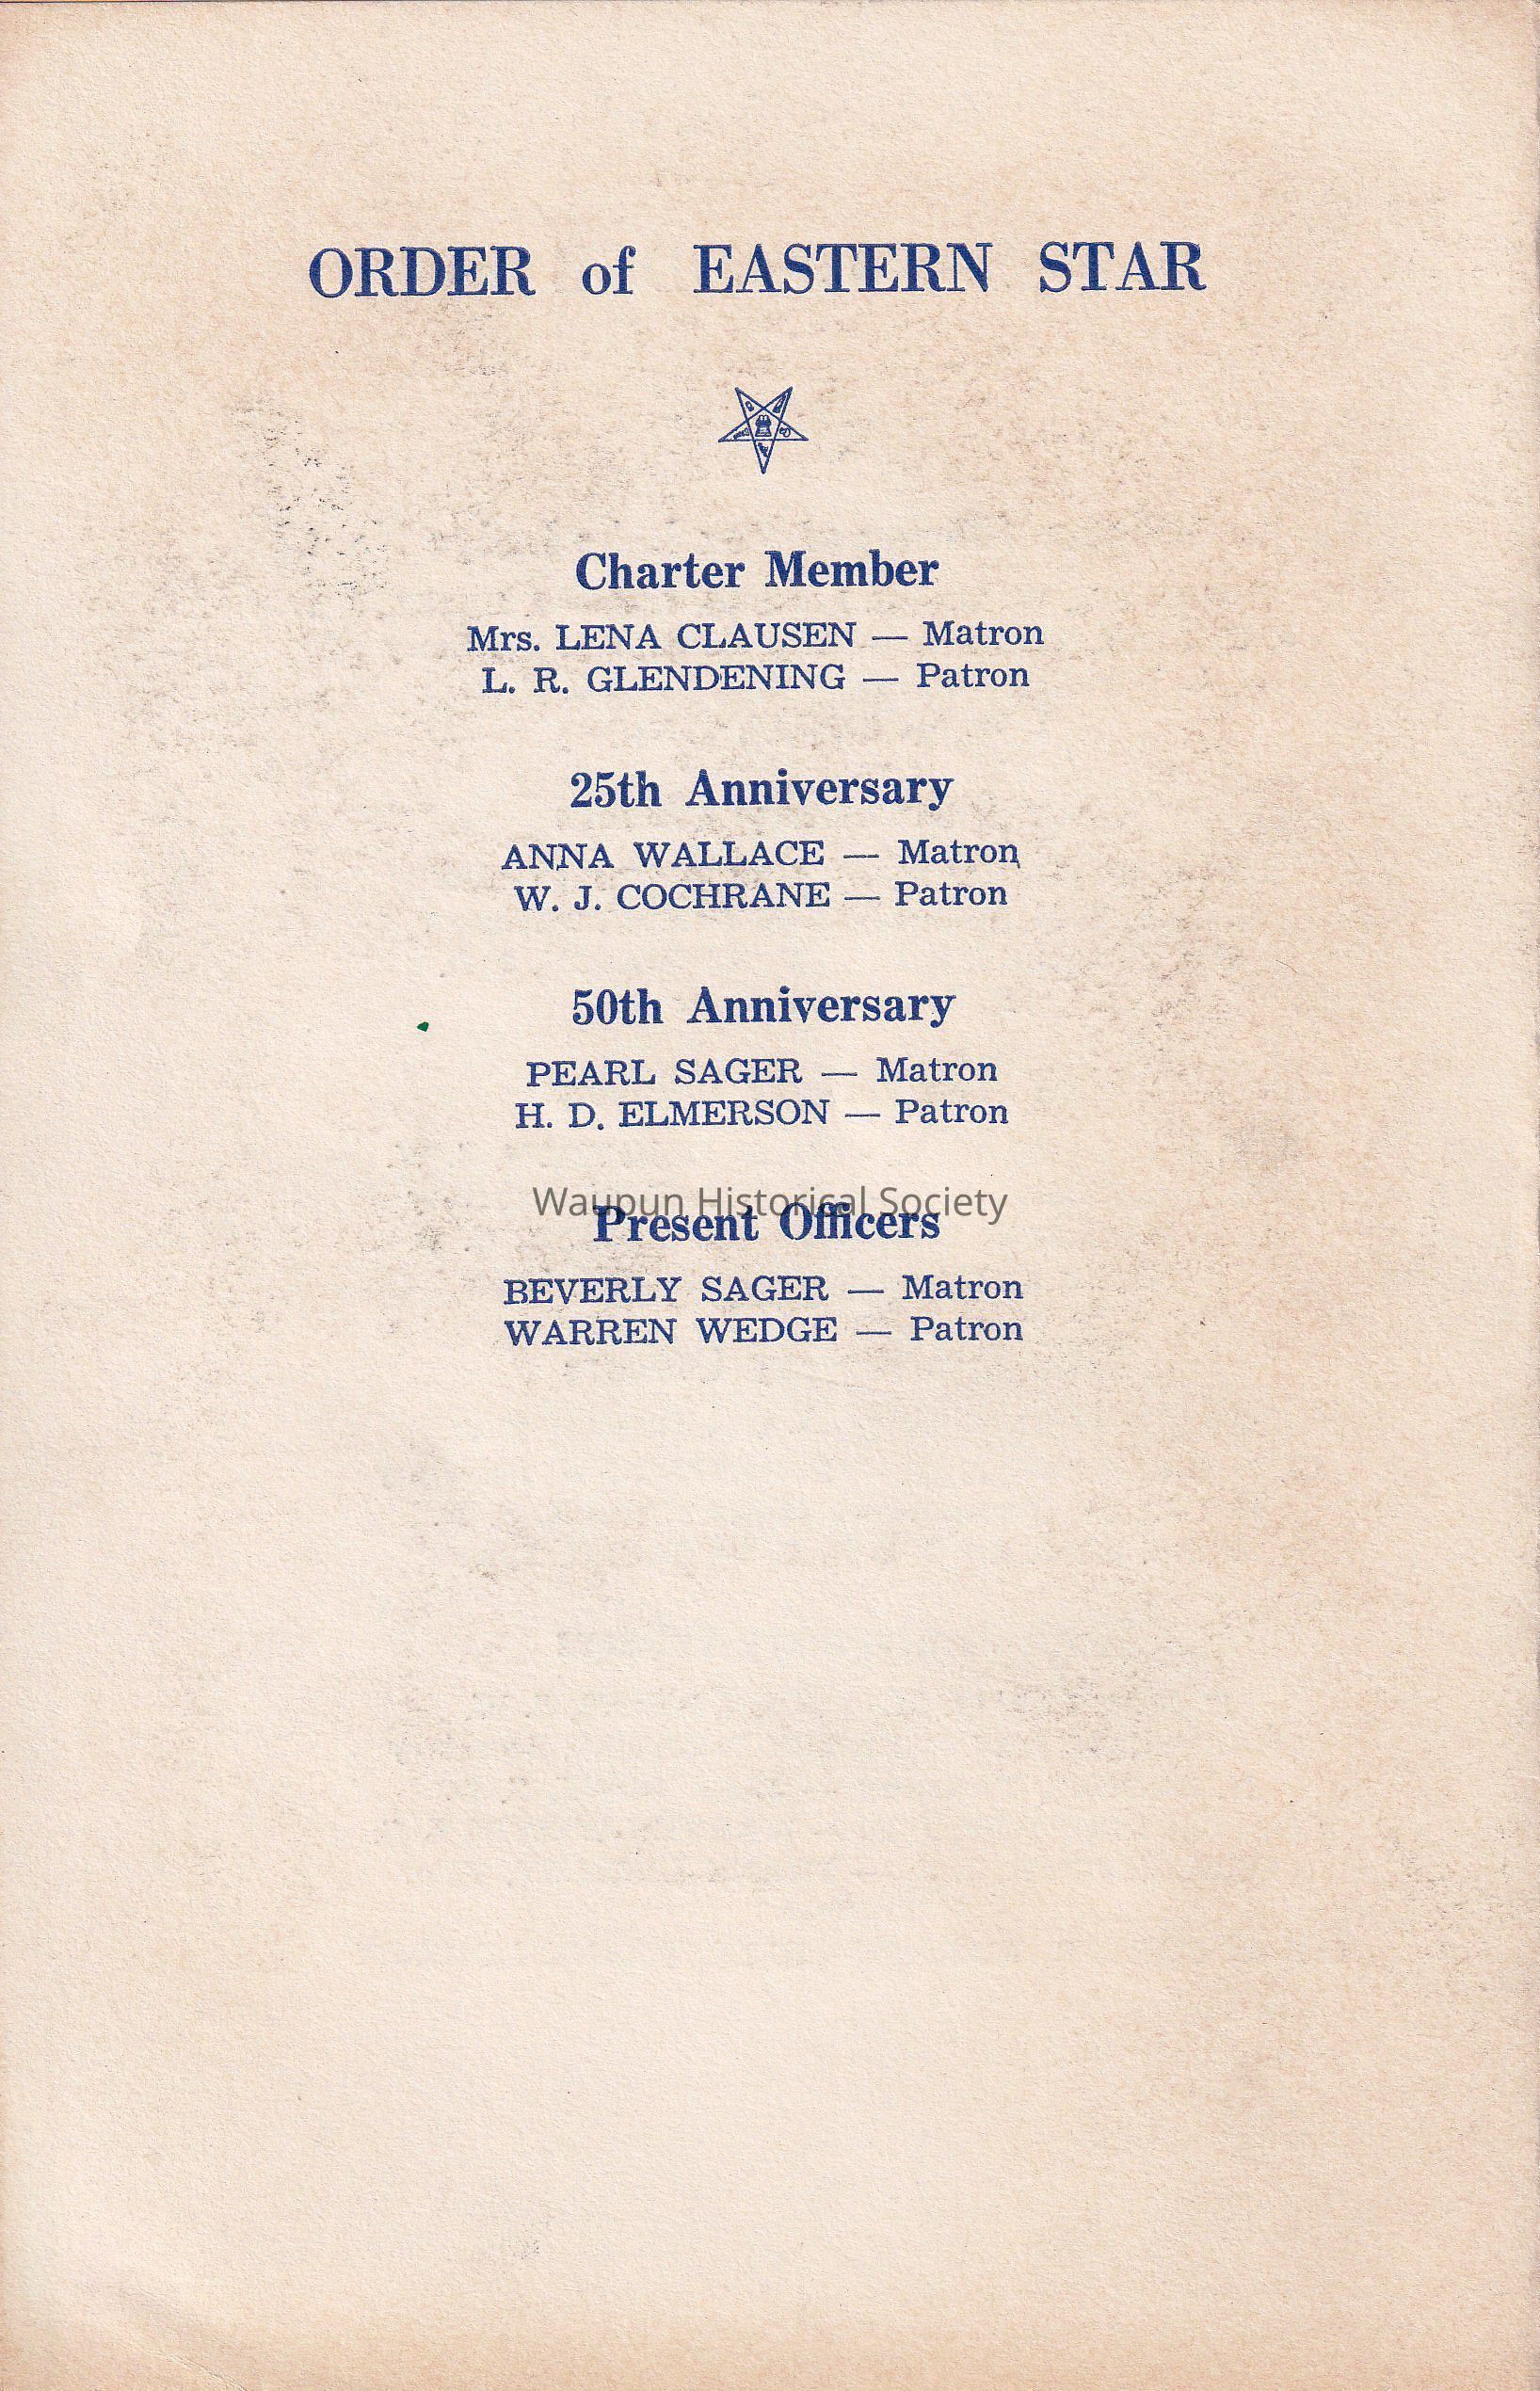 ORDER of EASTERN STAR
Charter Member
Mrs. LENA CLAUSEN — Matron
L. R. GLENDENING — Patron
25th Anniversary
ANNA WALLACE — Matron
W. J. COCHRANE — Patron
50th Anniversary
PEARL SAGER — Matron
H. D. ELMERSON — Patron
Waupun Historical Society
Present Officers
BEVERLY SAGER — Matron
WARREN WEDGE — Patron